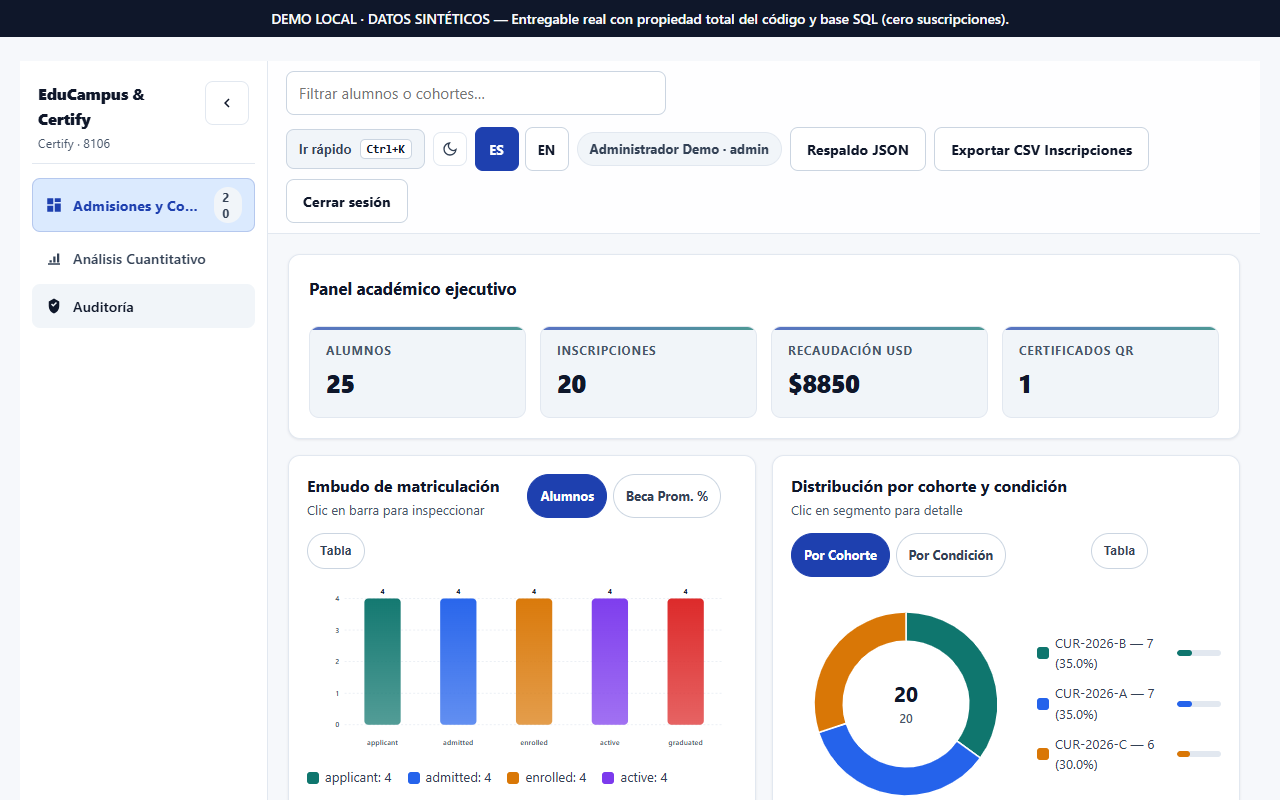 DEMO LOCAL · DATOS SINTÉTICOS — Entregable real con propiedad total del código y base SQL (cero suscripciones).
EduCampus &
Certify
Certify · 8106
Admisiones y Co...
2
0
Análisis Cuantitativo
Auditoría
Filtrar alumnos o cohortes...
Ir rápido Ctrl+K
ES
EN
Administrador Demo · admin
Respaldo JSON
Exportar CSV Inscripciones
Cerrar sesión
Panel académico ejecutivo
ALUMNOS
25
INSCRIPCIONES
20
RECAUDACIÓN USD
$8850
CERTIFICADOS QR
1
Embudo de matriculación
Clic en barra para inspeccionar
Alumnos
Beca Prom. %
Tabla
4
3
2
1
0
4 4 4 4 4
applicant admitted enrolled active graduated
applicant: 4 admitted: 4 enrolled: 4 active: 4
Distribución por cohorte y condición
Clic en segmento para detalle
Por Cohorte
Por Condición
Tabla
20
20
CUR-2026-B — 7
(35.0%)
CUR-2026-A — 7
(35.0%)
CUR-2026-C — 6
(30.0%)